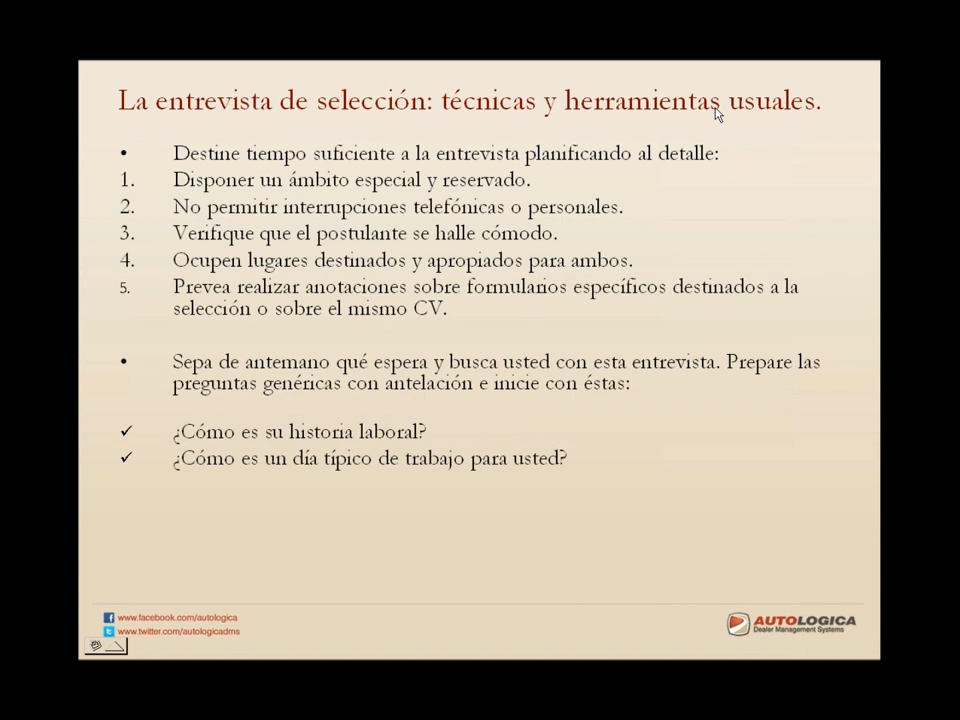 La entrevista de selección: técnicas y herramientas usuales.
• Destine tiempo suficiente a la entrevista planificando al detalle:
1. Disponer un ámbito especial y reservado.
2. No permitir interrupciones telefónicas o personales.
3. Verifique que el postulante se halle cómodo.
4. Ocupen lugares destinados y apropiados para ambos.
5. Prevea realizar anotaciones sobre formularios específicos destinados a la
selección o sobre el mismo CV.
• Sepa de antemano qué espera y busca usted con esta entrevista. Prepare las
preguntas genéricas con antelación e inicie con éstas:
✓ ¿Cómo es su historia laboral?
✓ ¿Cómo es un día típico de trabajo para usted?
www.facebook.com/autologica
www.twitter.com/autologicadms
AUTOLOGICA
Dealer Management Systems